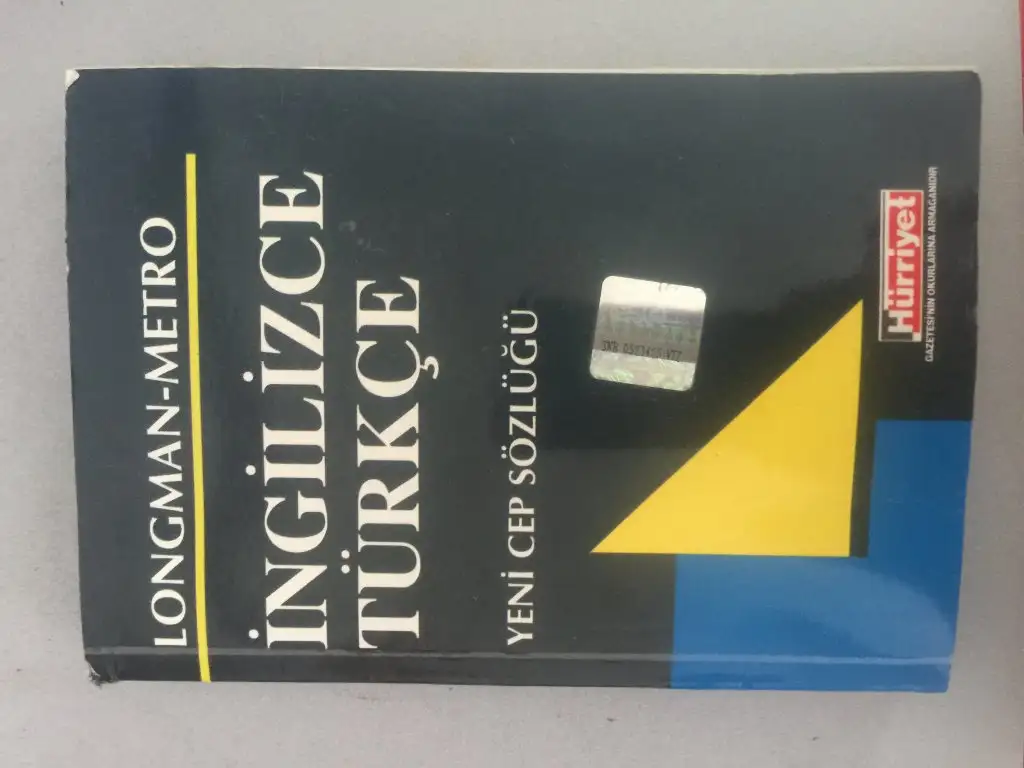 LONGMAN-METRO
İNGİLİZCE
TÜRKÇE
YENİ CEP SÖZLÜĞÜ
Hürriyet
GAZETESİ'NİN OKURLARINA ARMAĞANIDIR